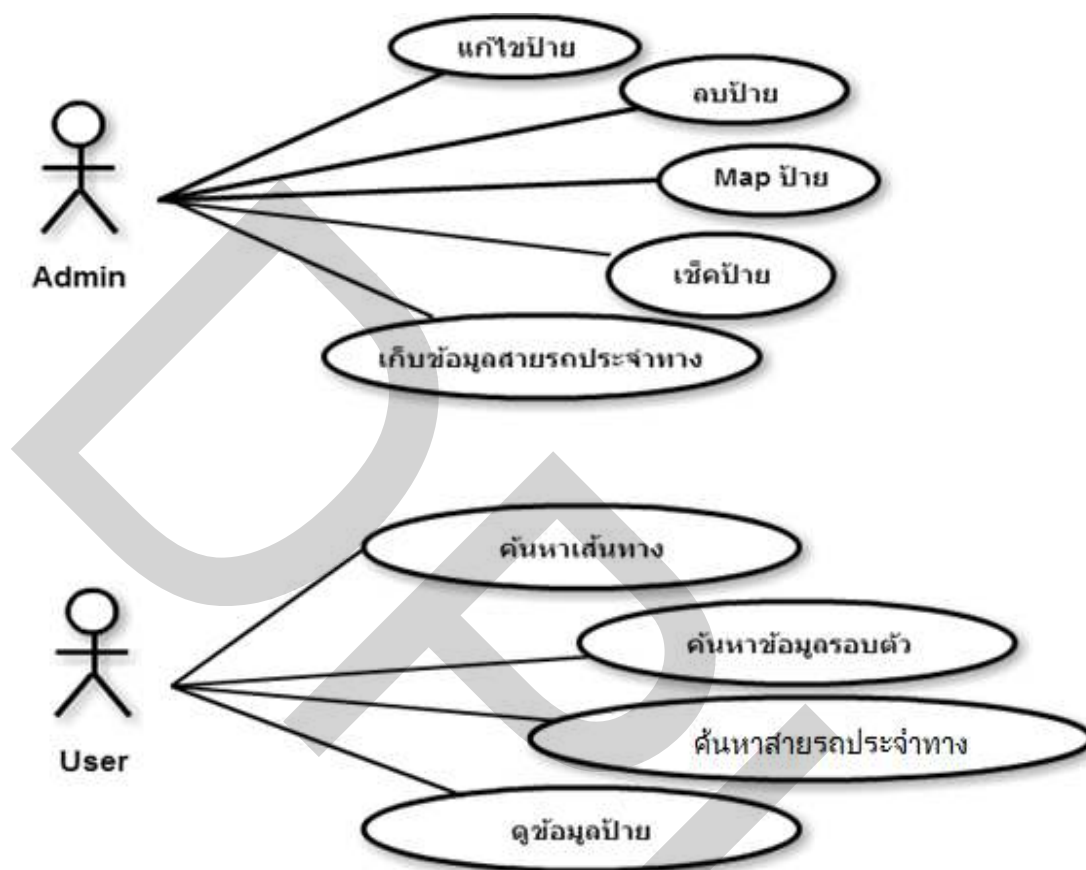 แก้ไขป้าย
ลบป้าย
Map ป้าย
เช็คป้าย
เก็บข้อมูลสายรถประจำทาง
Admin
ค้นหาเส้นทาง
ค้นหาข้อมูลรอบตัว
ค้นหาสายรถประจำทาง
ดูข้อมูลป้าย
User